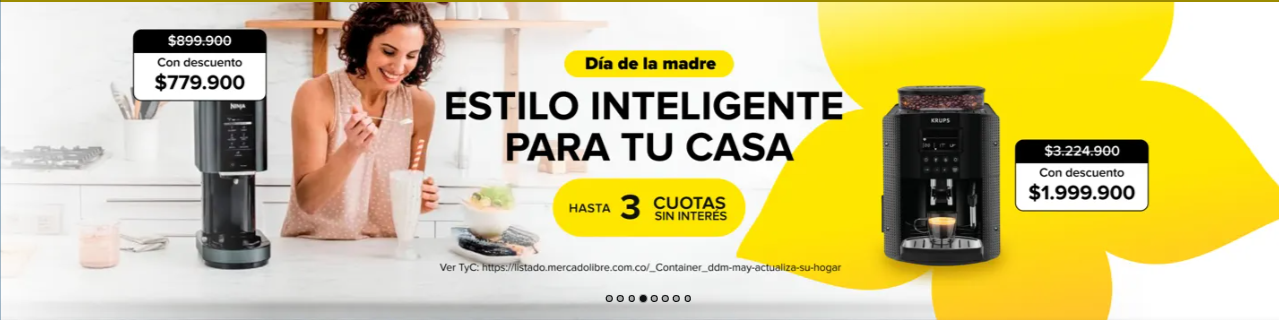 $899.900
Con descuento
$779.900
NINJA
Día de la madre
ESTILO INTELIGENTE
PARA TU CASA
HASTA 3 CUOTAS
SIN INTERÉS
KRUPS
$3.224.900
Con descuento
$1.999.900
Ver TyC: https://listado.mercadolibre.com.co/_Container_ddm-may-actualiza-su-hogar